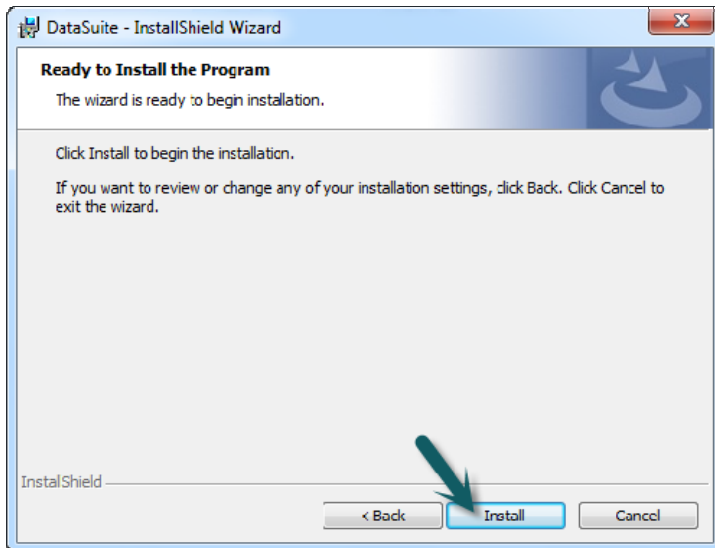 DataSuite - InstallShield Wizard
Ready to Install the Program
The wizard is ready to begin installation.
Click Install to begin the installation.
If you want to review or change any of your installation settings, click Back. Click Cancel to
exit the wizard.
InstallShield
< Back Install Cancel